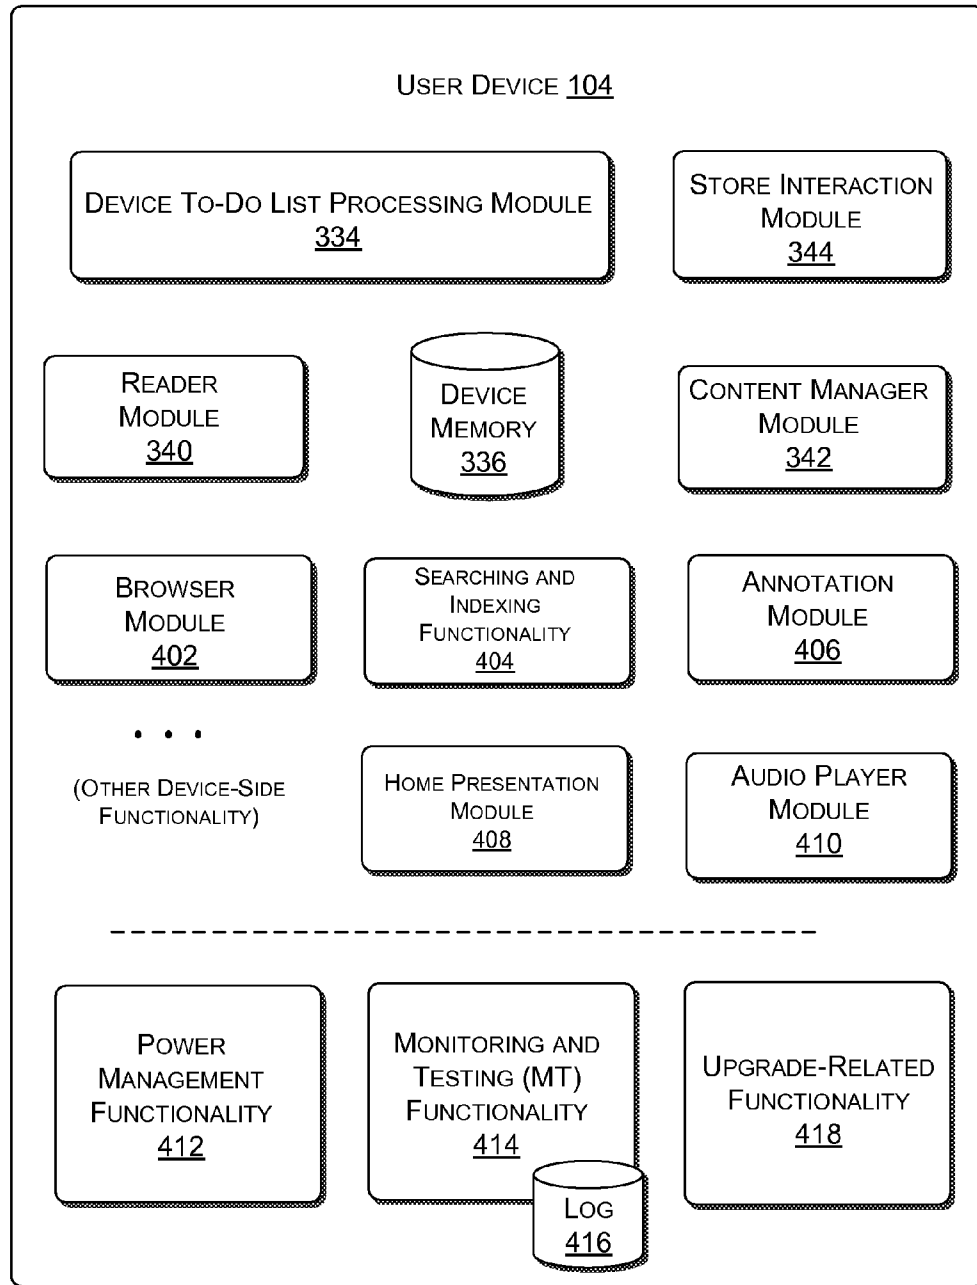 USER DEVICE 104
DEVICE TO-DO LIST PROCESSING MODULE
334
STORE INTERACTION
MODULE
344
READER
MODULE
340
DEVICE
MEMORY
336
CONTENT MANAGER
MODULE
342
BROWSER
MODULE
402
SEARCHING AND
INDEXING
FUNCTIONALITY
404
ANNOTATION
MODULE
406
. . .
(OTHER DEVICE-SIDE
FUNCTIONALITY)
HOME PRESENTATION
MODULE
408
AUDIO PLAYER
MODULE
410
POWER
MANAGEMENT
FUNCTIONALITY
412
MONITORING AND
TESTING (MT)
FUNCTIONALITY
414
LOG
416
UPGRADE-RELATED
FUNCTIONALITY
418